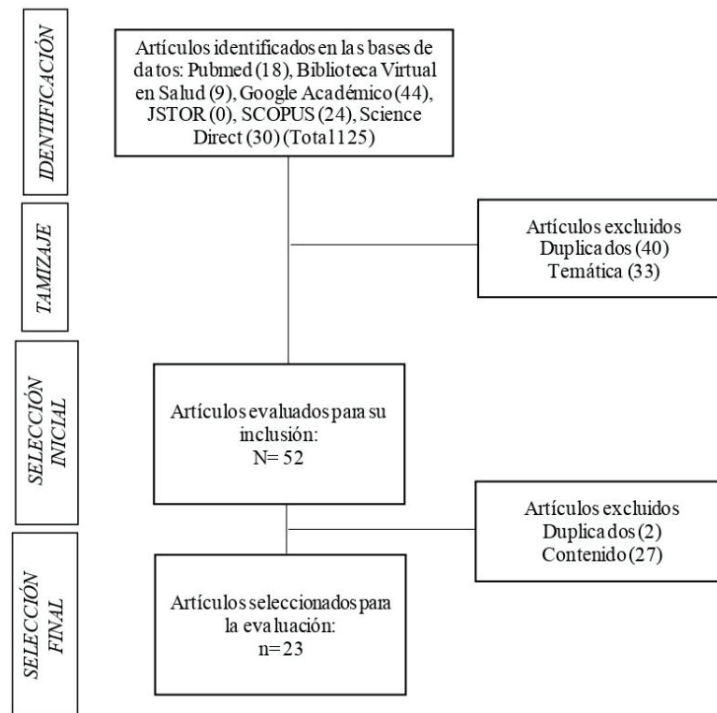 IDENTIFICACIÓN
Artículos identificados en las bases de
datos: Pubmed (18), Biblioteca Virtual
en Salud (9), Google Académico (44),
JSTOR (0), SCOPUS (24), Science
Direct (30) (Total 125)
TAMIZAJE
Artículos excluidos
Duplicados (40)
Temática (33)
SELECCIÓN
INICIAL
Artículos evaluados para su
inclusión:
N= 52
Artículos excluidos
Duplicados (2)
Contenido (27)
SELECCIÓN
FINAL
Artículos seleccionados para
la evaluación:
n=23